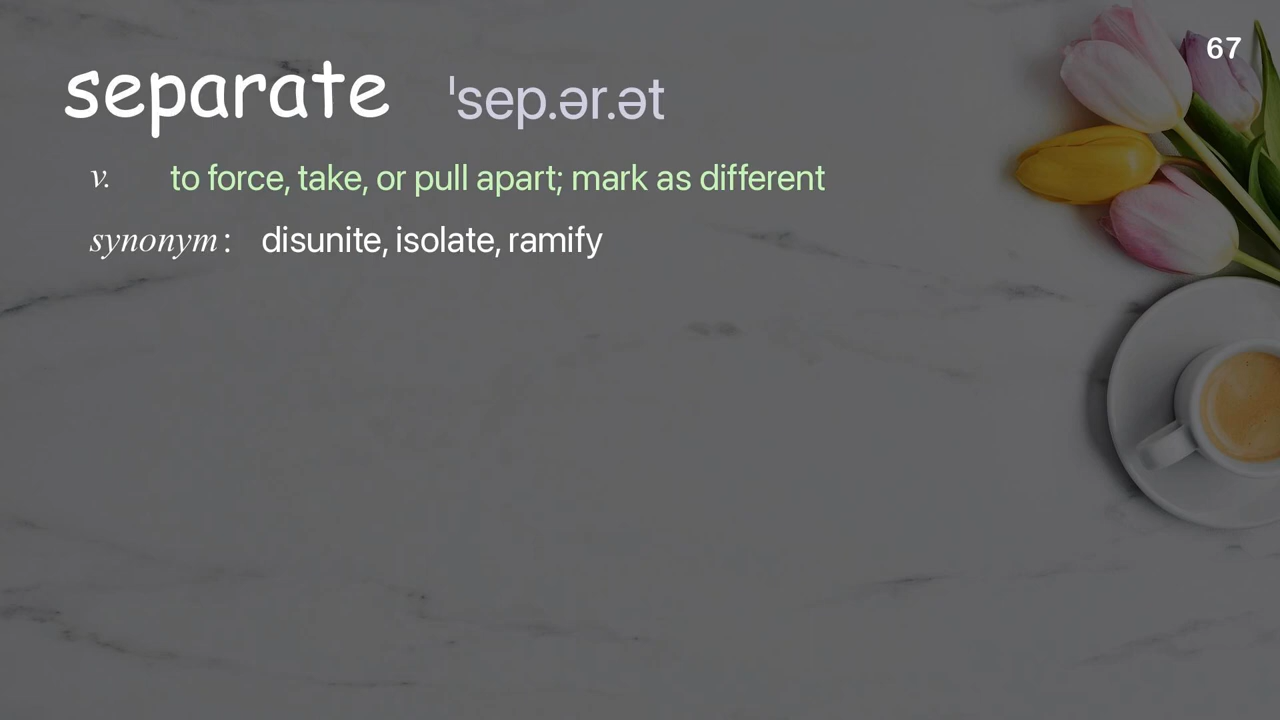 67
separate ˈsep.ər.ət
v. to force, take, or pull apart; mark as different
synonym: disunite, isolate, ramify